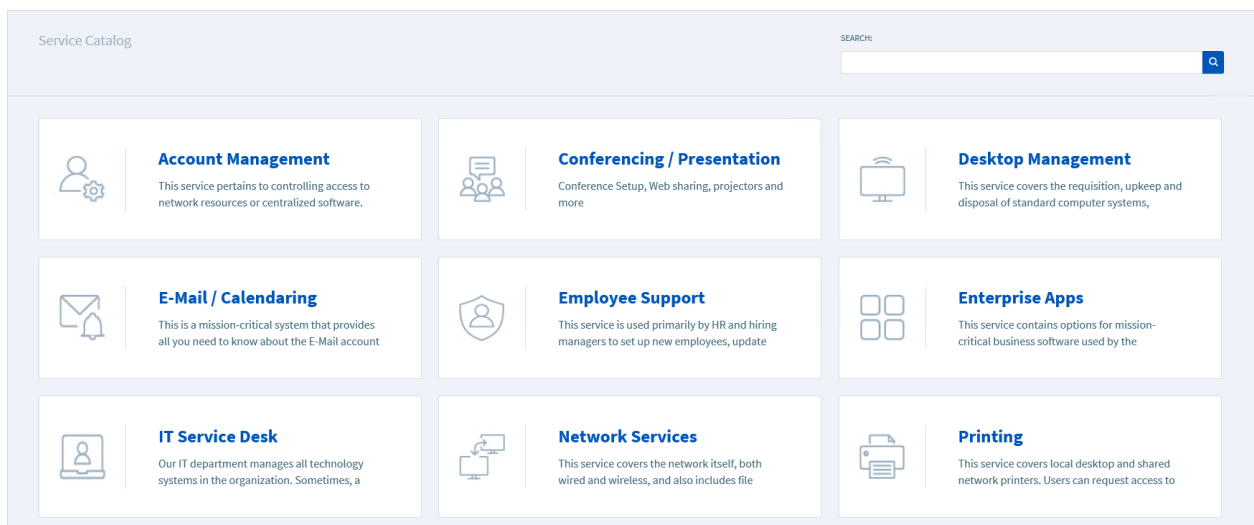 Service Catalog
SEARCH:
Account Management
This service pertains to controlling access to
network resources or centralized software.
Conferencing / Presentation
Conference Setup, Web sharing, projectors and
more
Desktop Management
This service covers the requisition, upkeep and
disposal of standard computer systems,
E-Mail / Calendaring
This is a mission-critical system that provides
all you need to know about the E-Mail account
Employee Support
This service is used primarily by HR and hiring
managers to set up new employees, update
Enterprise Apps
This service contains options for mission-
critical business software used by the
IT Service Desk
Our IT department manages all technology
systems in the organization. Sometimes, a
Network Services
This service covers the network itself, both
wired and wireless, and also includes file
Printing
This service covers local desktop and shared
network printers. Users can request access to